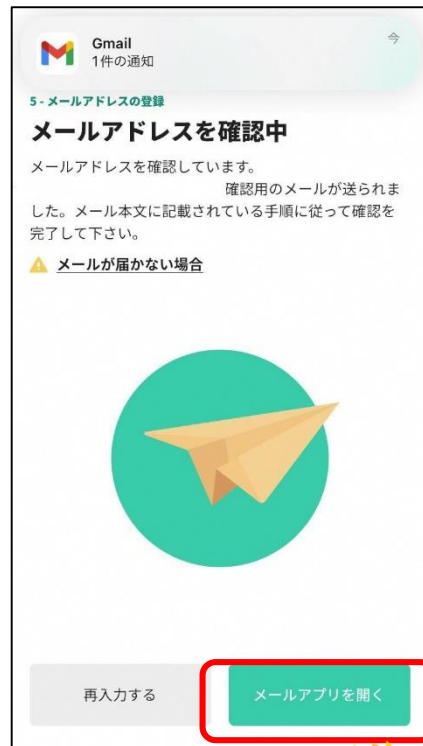 Gmail
今
1件の通知
5 - メールアドレスの登録
メールアドレスを確認中
メールアドレスを確認しています。
確認用のメールが送られま
した。メール本文に記載されている手順に従って確認を
完了して下さい。
メールが届かない場合
再入力する
メールアプリを開く